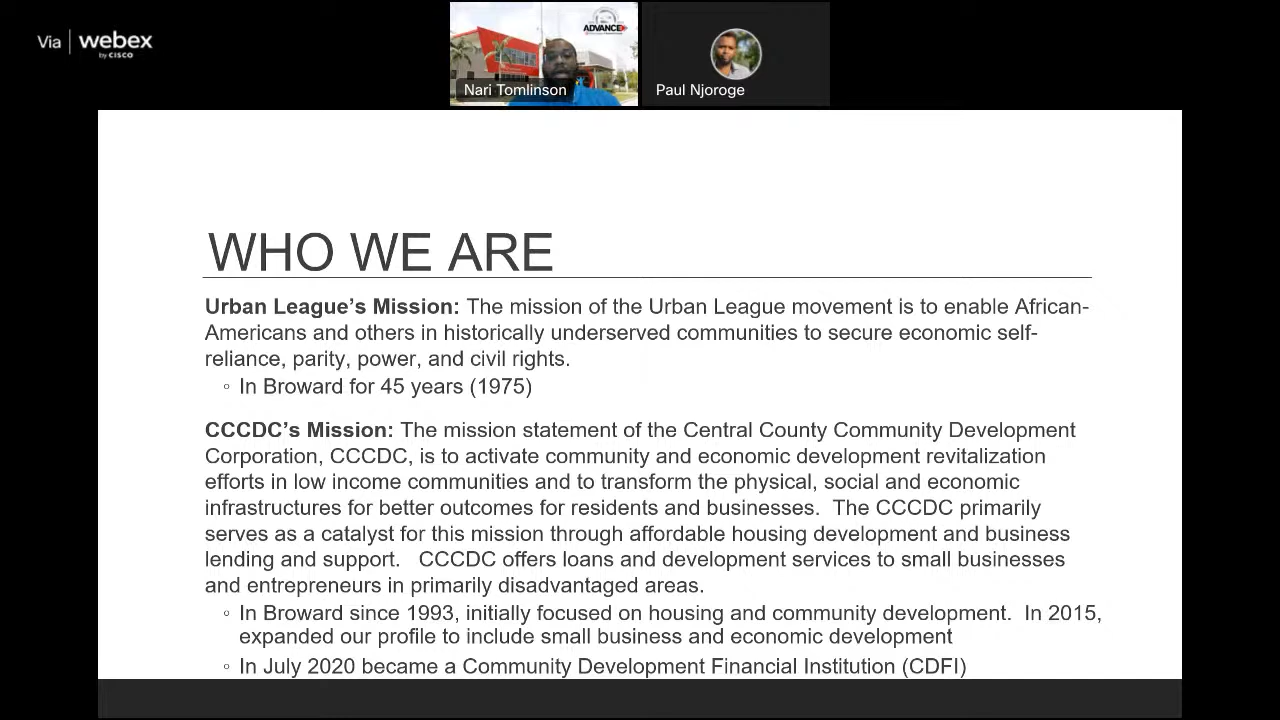 Via | webex
by CISCO
ADVANCE
Nari Tomlinson
Paul Njoroge
WHO WE ARE
Urban League’s Mission: The mission of the Urban League movement is to enable African-
Americans and others in historically underserved communities to secure economic self-
reliance, parity, power, and civil rights.
◦ In Broward for 45 years (1975)
CCCDC’s Mission: The mission statement of the Central County Community Development
Corporation, CCCDC, is to activate community and economic development revitalization
efforts in low income communities and to transform the physical, social and economic
infrastructures for better outcomes for residents and businesses. The CCCDC primarily
serves as a catalyst for this mission through affordable housing development and business
lending and support. CCCDC offers loans and development services to small businesses
and entrepreneurs in primarily disadvantaged areas.
◦ In Broward since 1993, initially focused on housing and community development. In 2015,
expanded our profile to include small business and economic development
◦ In July 2020 became a Community Development Financial Institution (CDFI)